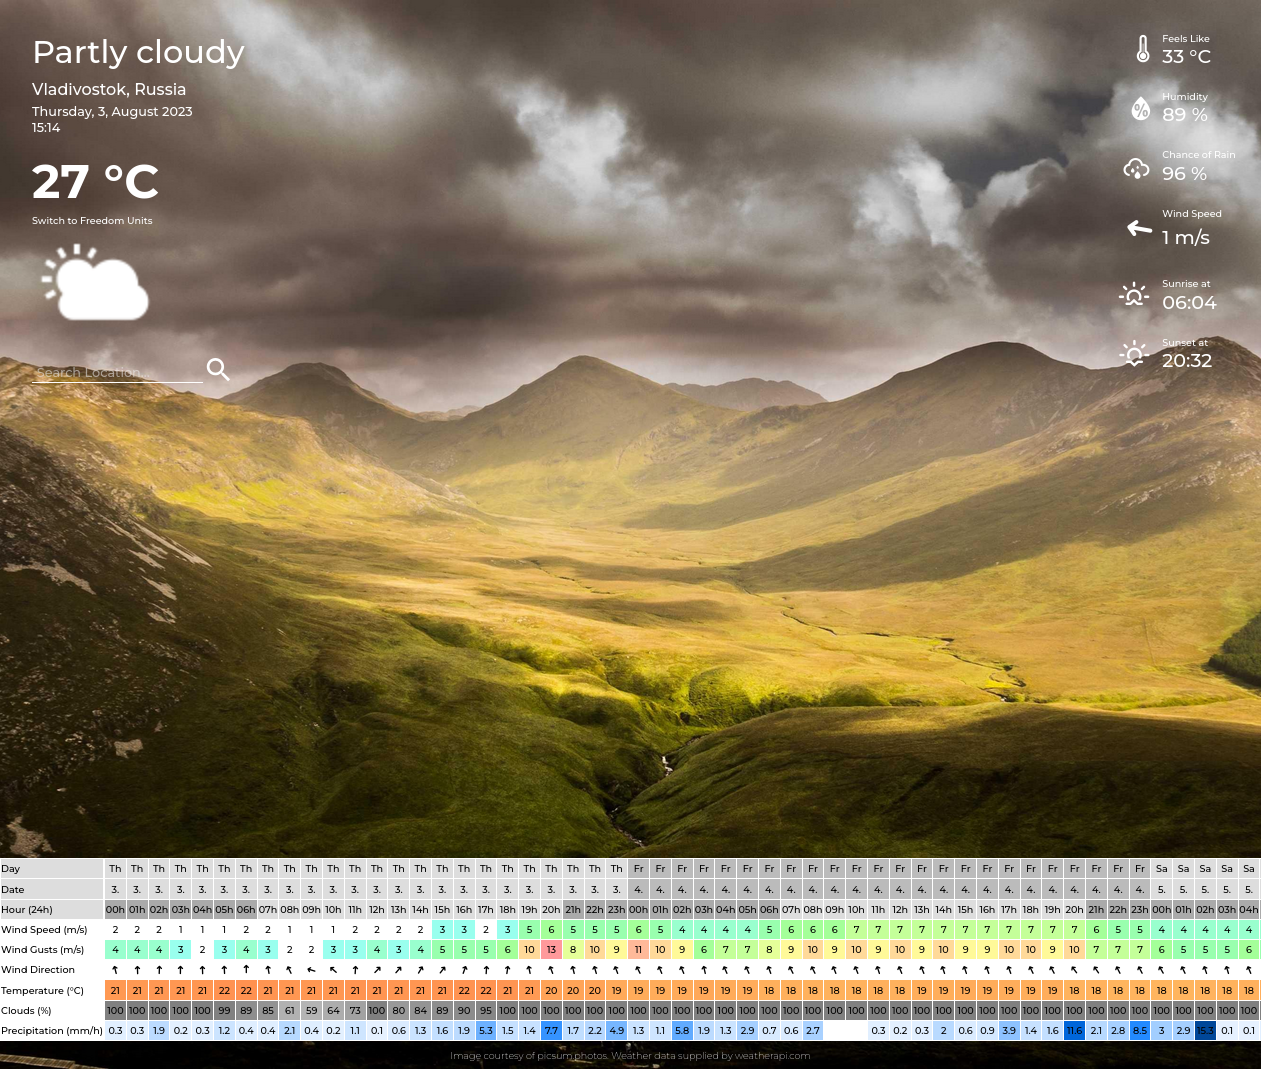 Partly cloudy
Vladivostok, Russia
Thursday, 3, August 2023
15:14
27 °C
Switch to Freedom Units
Search Location...
Feels Like
33 °C
Humidity
89 %
Chance of Rain
96 %
Wind Speed
1 m/s
Sunrise at
06:04
Sunset at
20:32
Day Th Th Th Th Th Th Th Th Th Th Th Th Th Th Th Th Th Th Th Th Th Th Th Th Fr Fr Fr Fr Fr Fr Fr Fr Fr Fr Fr Fr Fr Fr Fr Fr Fr Fr Fr Fr Fr Fr Fr Fr Sa Sa Sa Sa Sa
Date 3. 3. 3. 3. 3. 3. 3. 3. 3. 3. 3. 3. 3. 3. 3. 3. 3. 3. 3. 3. 3. 3. 3. 3. 4. 4. 4. 4. 4. 4. 4. 4. 4. 4. 4. 4. 4. 4. 4. 4. 4. 4. 4. 4. 4. 4. 4. 4. 5. 5. 5. 5. 5.
Hour (24h) 00h 01h 02h 03h 04h 05h 06h 07h 08h 09h 10h 11h 12h 13h 14h 15h 16h 17h 18h 19h 20h 21h 22h 23h 00h 01h 02h 03h 04h 05h 06h 07h 08h 09h 10h 11h 12h 13h 14h 15h 16h 17h 18h 19h 20h 21h 22h 23h 00h 01h 02h 03h 04h
Wind Speed (m/s) 2 2 2 1 1 1 2 2 1 1 1 2 2 2 2 3 3 2 3 5 6 5 5 5 6 5 4 4 4 4 5 6 6 6 7 7 7 7 7 7 7 7 7 7 7 6 5 5 4 4 4 4 4
Wind Gusts (m/s) 4 4 4 3 2 3 4 3 2 2 3 3 4 3 4 5 5 5 6 10 13 8 10 9 11 10 9 6 7 7 8 9 10 9 10 9 10 9 10 9 9 10 10 9 10 7 7 7 6 5 5 5 6
Wind Direction
Temperature (°C) 21 21 21 21 21 22 22 21 21 21 21 21 21 21 21 21 22 22 21 21 20 20 20 19 19 19 19 19 19 19 18 18 18 18 18 18 18 19 19 19 19 19 19 19 18 18 18 18 18 18 18 18 18
Clouds (%) 100 100 100 100 100 99 89 85 61 59 64 73 100 80 84 89 90 95 100 100 100 100 100 100 100 100 100 100 100 100 100 100 100 100 100 100 100 100 100 100 100 100 100 100 100 100 100 100 100 100 100 100 100
Precipitation (mm/h) 0.3 0.3 1.9 0.2 0.3 1.2 0.4 0.4 2.1 0.4 0.2 1.1 0.1 0.6 1.3 1.6 1.9 5.3 1.5 1.4 7.7 1.7 2.2 4.9 1.3 1.1 5.8 1.9 1.3 2.9 0.7 0.6 2.7 0.3 0.2 0.3 2 0.6 0.9 3.9 1.4 1.6 11.6 2.1 2.8 8.5 3 2.9 15.3 0.1 0.1
Image courtesy of picsum.photos. Weather data supplied by weatherapi.com